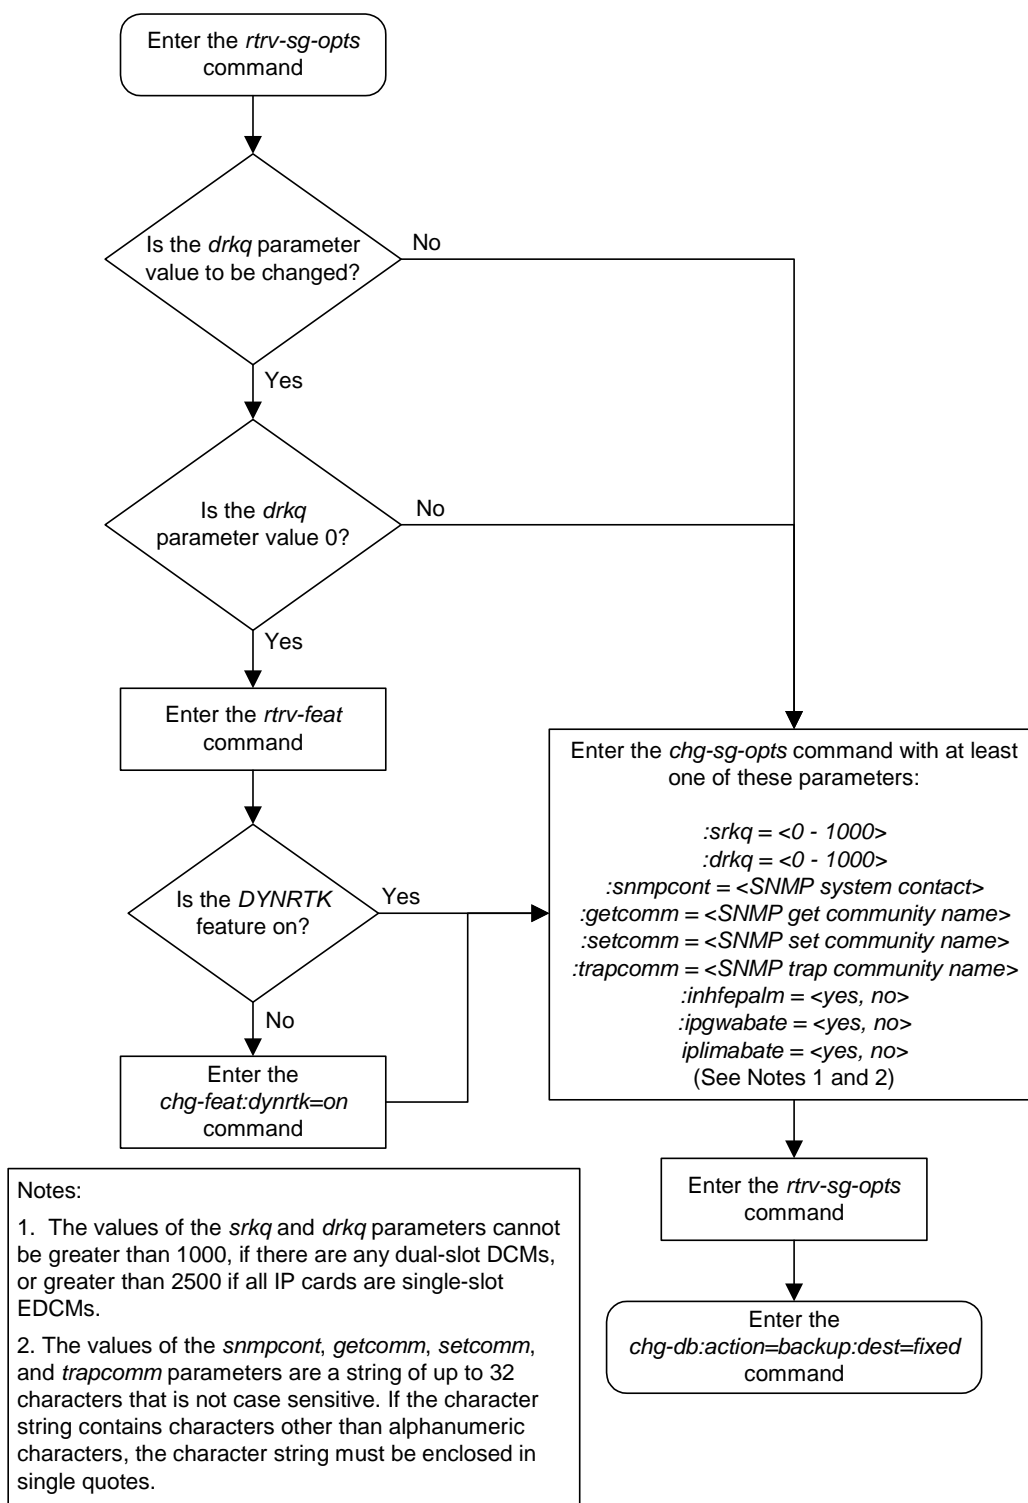 Enter the rtrv-sg-opts
command
Is the drkq parameter
value to be changed?
No
Yes
Is the drkq
parameter value 0?
No
Yes
Enter the rtrv-feat
command
Is the DYNRTK
feature on?
Yes
No
Enter the
chg-feat:dynrtk=on
command
Enter the chg-sg-opts command with at least
one of these parameters:
:srkq = <0 - 1000>
:drkq = <0 - 1000>
:snmpcont = <SNMP system contact>
:getcomm = <SNMP get community name>
:setcomm = <SNMP set community name>
:trapcomm = <SNMP trap community name>
:inhfepalm = <yes, no>
:ipgwabate = <yes, no>
iplimabate = <yes, no>
(See Notes 1 and 2)
Enter the rtrv-sg-opts
command
Enter the
chg-db:action=backup:dest=fixed
command
Notes:
1. The values of the srkq and drkq parameters cannot
be greater than 1000, if there are any dual-slot DCMs,
or greater than 2500 if all IP cards are single-slot
EDCMs.
2. The values of the snmpcont, getcomm, setcomm,
and trapcomm parameters are a string of up to 32
characters that is not case sensitive. If the character
string contains characters other than alphanumeric
characters, the character string must be enclosed in
single quotes.